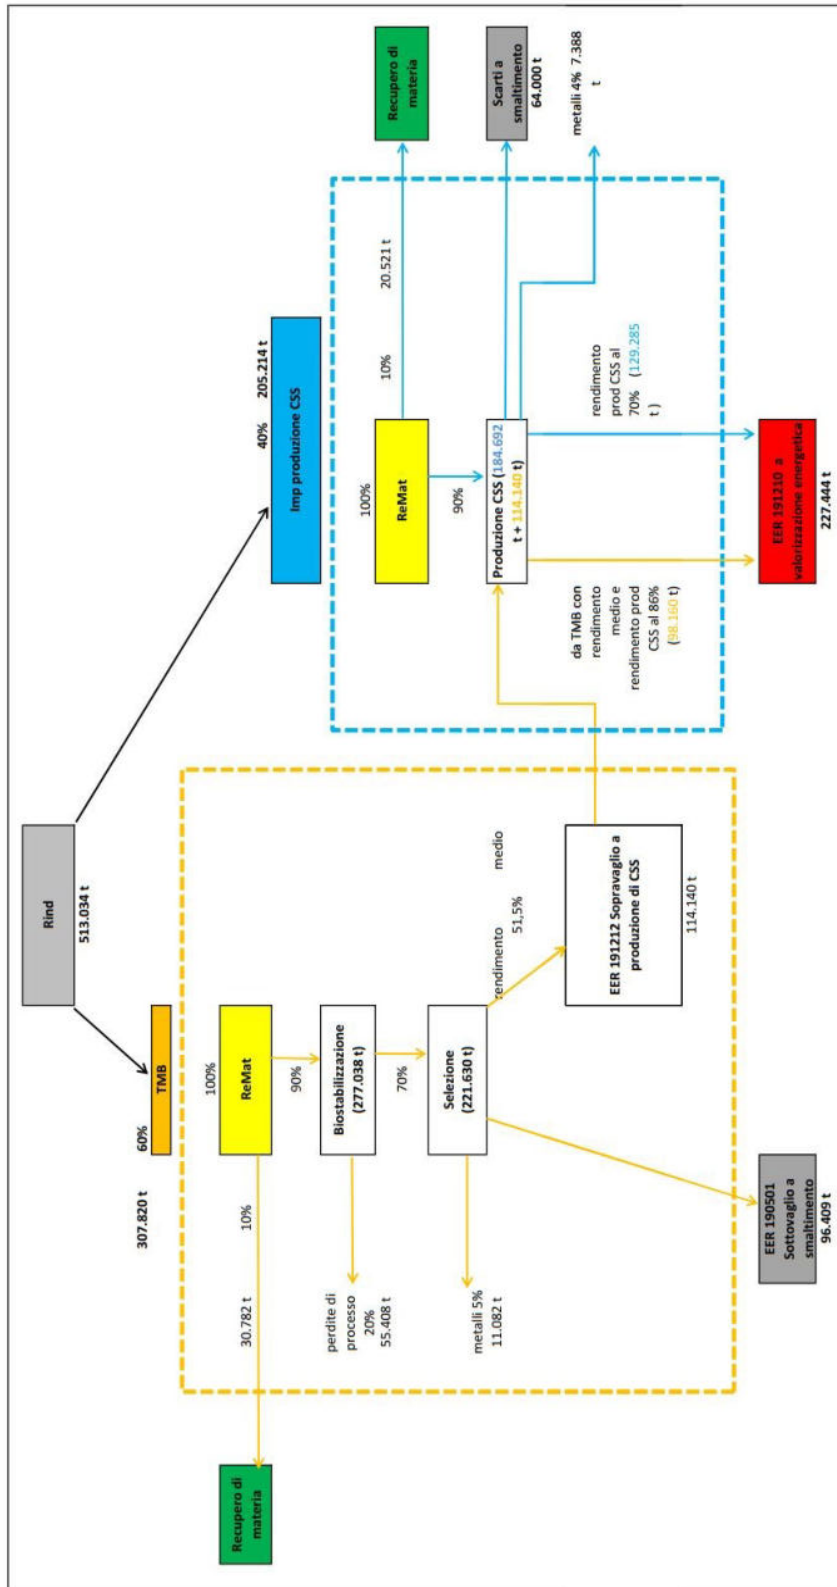 Rind
513.034 t
307.820 t
60%
TMB
40%
205.214 t
Imp produzione CSS
100%
ReMat
10%
30.782 t
Recupero di
materia
90%
Biostabilizzazione
(277.038 t)
perdite di
processo
20%
55.408 t
70%
Selezione
(221.630 t)
metalli 5%
11.082 t
rendimento medio
51,5%
EER 191212 Sopravaglio a
produzione di CSS
114.140 t
EER 190501
Sottovaglio a
smaltimento
96.409 t
100%
ReMat
10%
20.521 t
Recupero di
materia
90%
Produzione CSS (184.692
t + 114.140 t)
Scarti a
smaltimento
64.000 t
metalli 4% 7.388
t
da TMB con
rendimento
medio e
rendimento prod
CSS al 86%
(98.160 t)
rendimento
prod CSS al
70% (129.285
t )
EER 191210 a
valorizzazione energetica
227.444 t